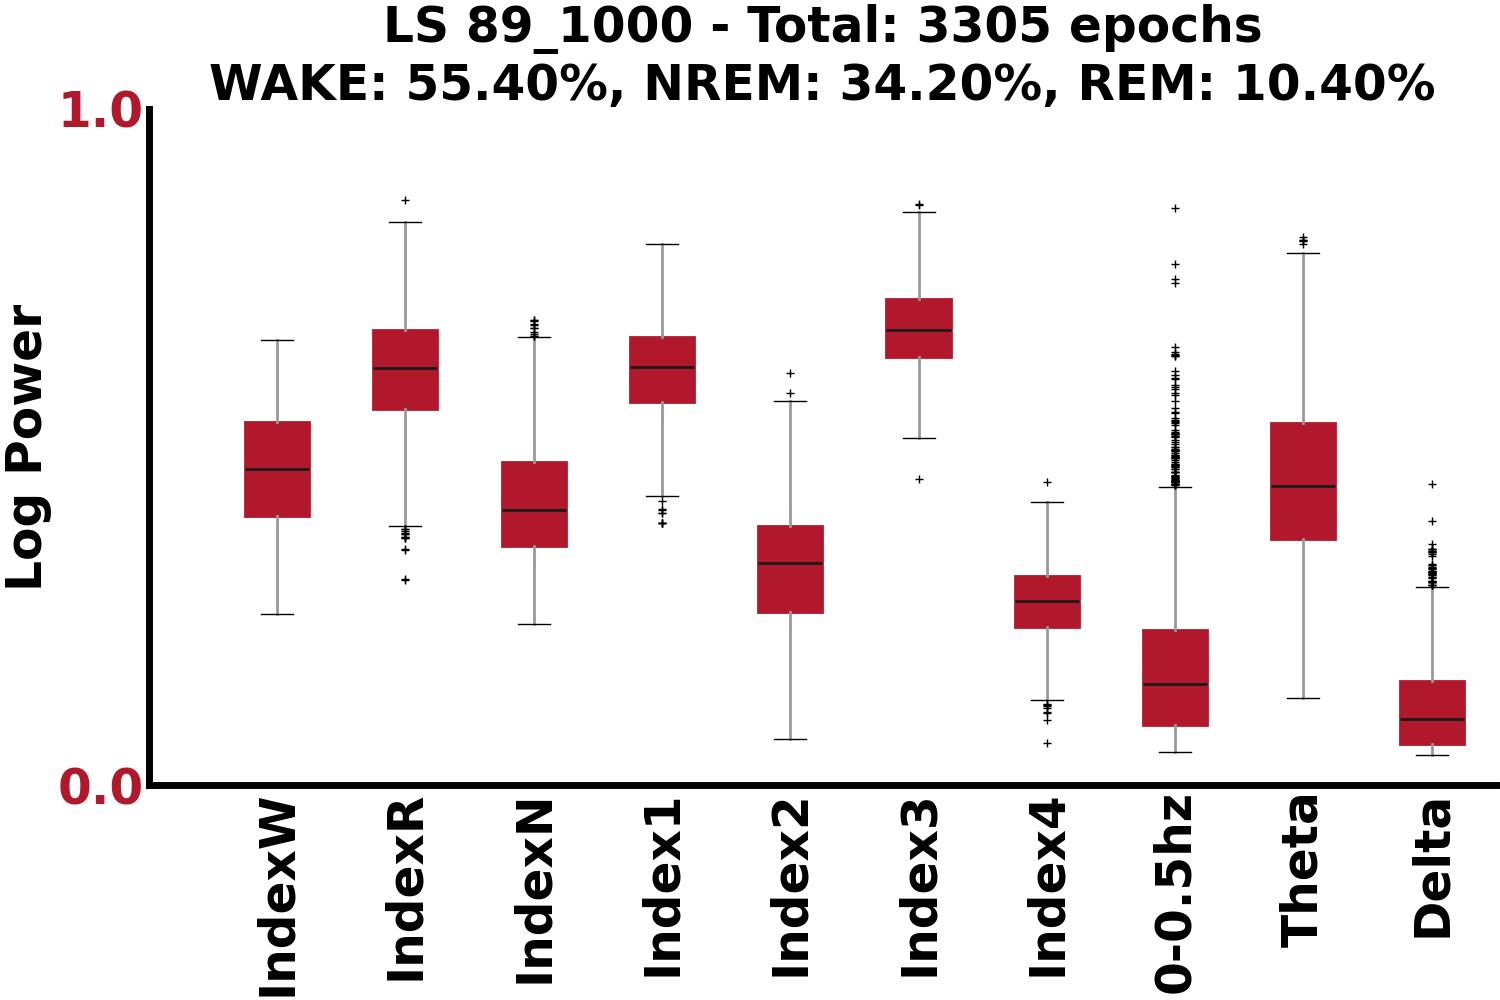 LS 89_1000 - Total: 3305 epochs
WAKE: 55.40%, NREM: 34.20%, REM: 10.40%
1.0
Log Power
0.0
IndexW
IndexR
IndexN
Index1
Index2
Index3
Index4
0-0.5hz
Theta
Delta